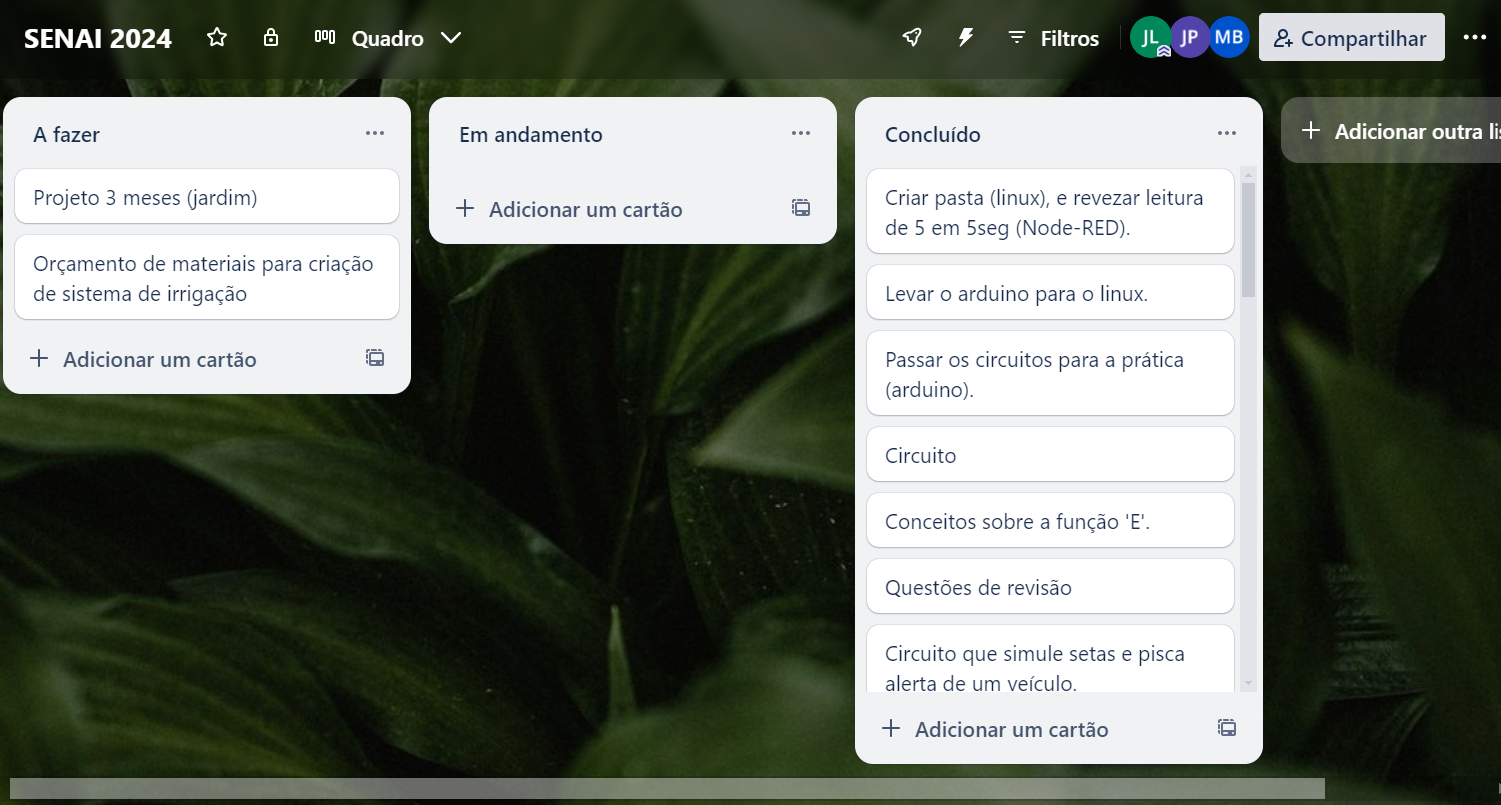 SENAI 2024
Quadro
Filtros
JL
JP
MB
Compartilhar
A fazer
Projeto 3 meses (jardim)
Orçamento de materiais para criação
de sistema de irrigação
Adicionar um cartão
Em andamento
Adicionar um cartão
Concluído
Criar pasta (linux), e revezar leitura
de 5 em 5seg (Node-RED).
Levar o arduino para o linux.
Passar os circuitos para a prática
(arduino).
Circuito
Conceitos sobre a função 'E'.
Questões de revisão
Circuito que simule setas e pisca
alerta de um veículo.
Adicionar um cartão
Adicionar outra lis